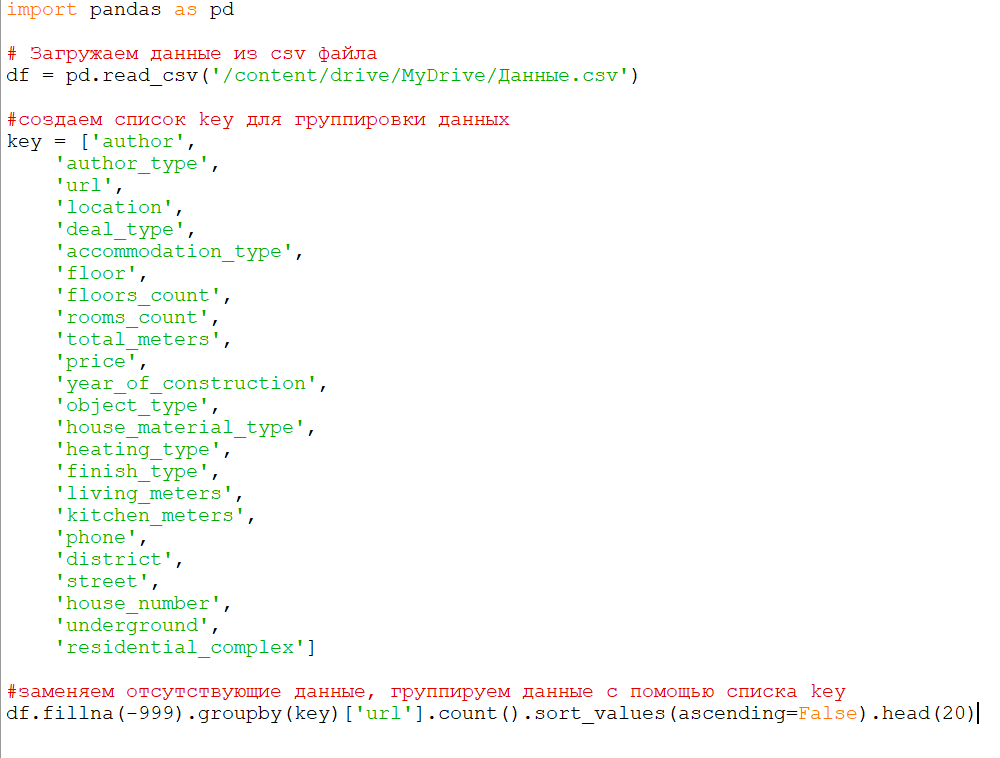 import pandas as pd
# Загружаем данные из csv файла
df = pd.read_csv('/content/drive/MyDrive/Данные.csv')
#создаем список key для группировки данных
key = ['author',
'author_type',
'url',
'location',
'deal_type',
'accommodation_type',
'floor',
'floors_count',
'rooms_count',
'total_meters',
'price',
'year_of_construction',
'object_type',
'house_material_type',
'heating_type',
'finish_type',
'living_meters',
'kitchen_meters',
'phone',
'district',
'street',
'house_number',
'underground',
'residential_complex']
#заменяем отсутствующие данные, группируем данные с помощью списка key
df.fillna(-999).groupby(key)['url'].count().sort_values(ascending=False).head(20)